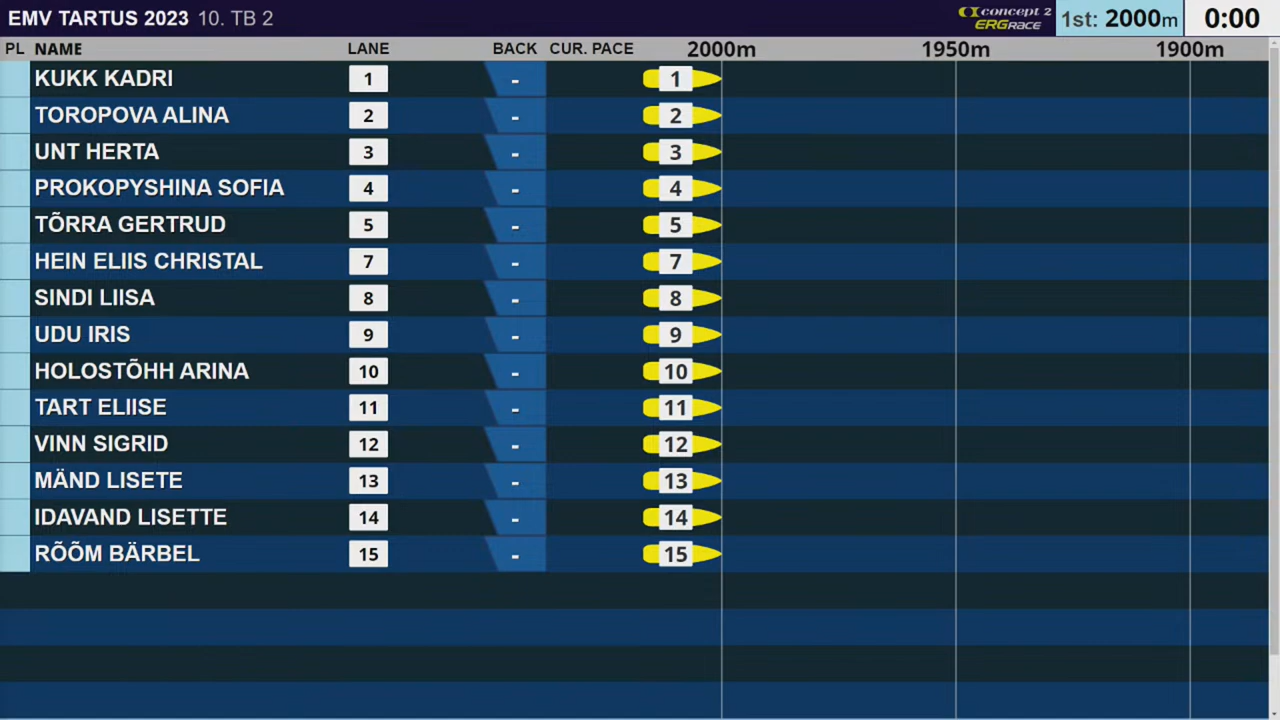 EMV TARTUS 2023 10. TB 2 concept 2 ERGRACE 1st: 2000m 0:00
PL NAME LANE BACK CUR. PACE 2000m 1950m 1900m
KUKK KADRI 1 - 1
TOROPOVA ALINA 2 - 2
UNT HERTA 3 - 3
PROKOPYSHINA SOFIA 4 - 4
TÕRRA GERTRUD 5 - 5
HEIN ELIIS CHRISTAL 7 - 7
SINDI LIISA 8 - 8
UDU IRIS 9 - 9
HOLOSTÕHH ARINA 10 - 10
TART ELIISE 11 - 11
VINN SIGRID 12 - 12
MÄND LISETE 13 - 13
IDAVAND LISETTE 14 - 14
RÕÕM BÄRBEL 15 - 15